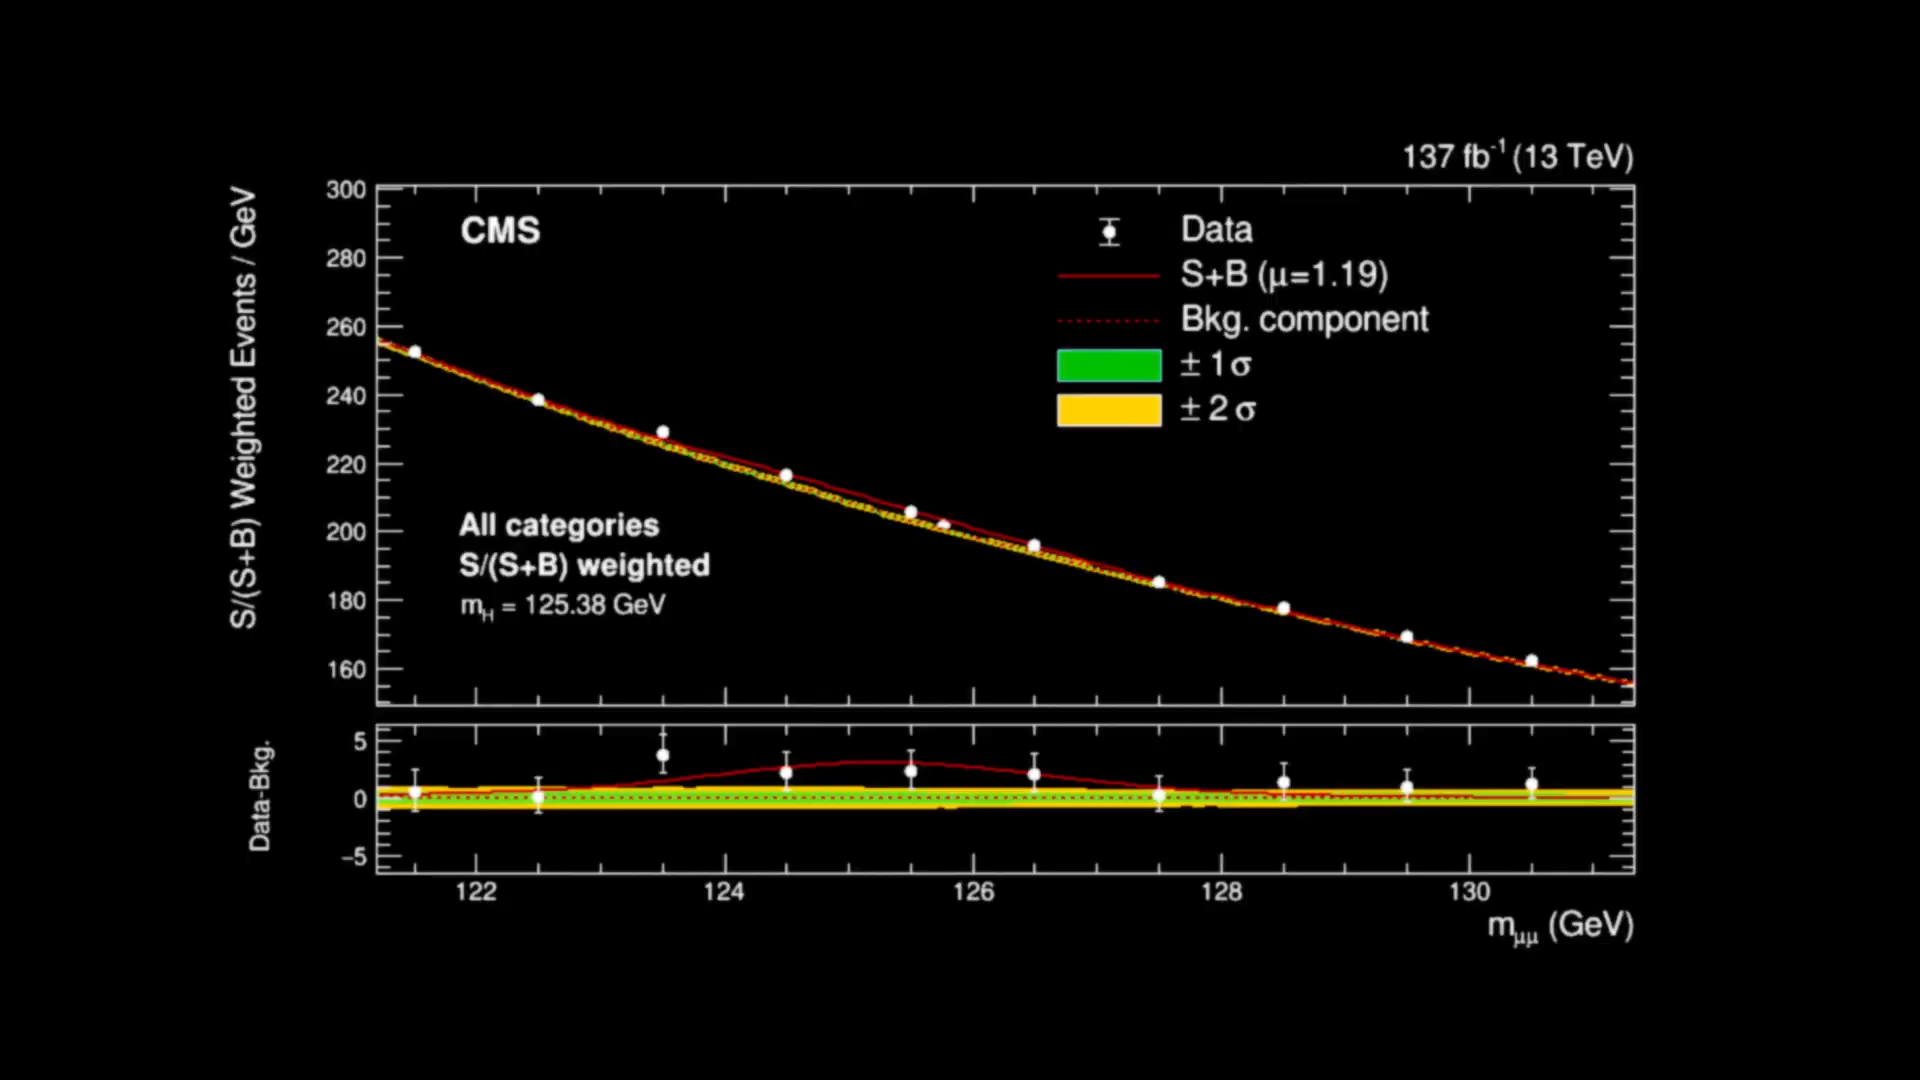 137 fb⁻¹ (13 TeV)
S/(S+B) Weighted Events / GeV
300
280
260
240
220
200
180
160
CMS
Data
S+B (μ=1.19)
Bkg. component
± 1 σ
± 2 σ
All categories
S/(S+B) weighted
m_H = 125.38 GeV
Data-Bkg.
5
0
−5
122 124 126 128 130
m_μμ (GeV)